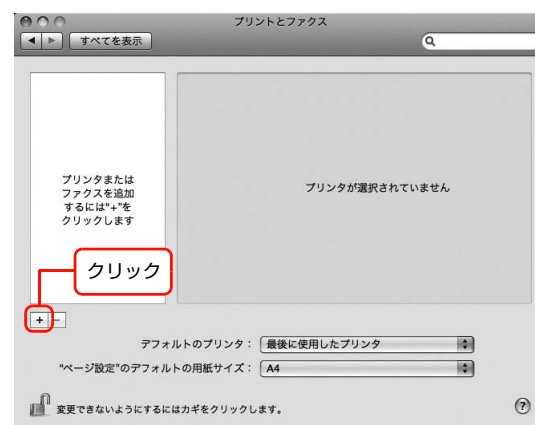 プリントとファクス
すべてを表示
プリンタまたは
ファクスを追加
するには"+"を
クリックします
プリンタが選択されていません
クリック
+ −
デフォルトのプリンタ： 最後に使用したプリンタ
"ページ設定"のデフォルトの用紙サイズ： A4
変更できないようにするにはカギをクリックします。
?